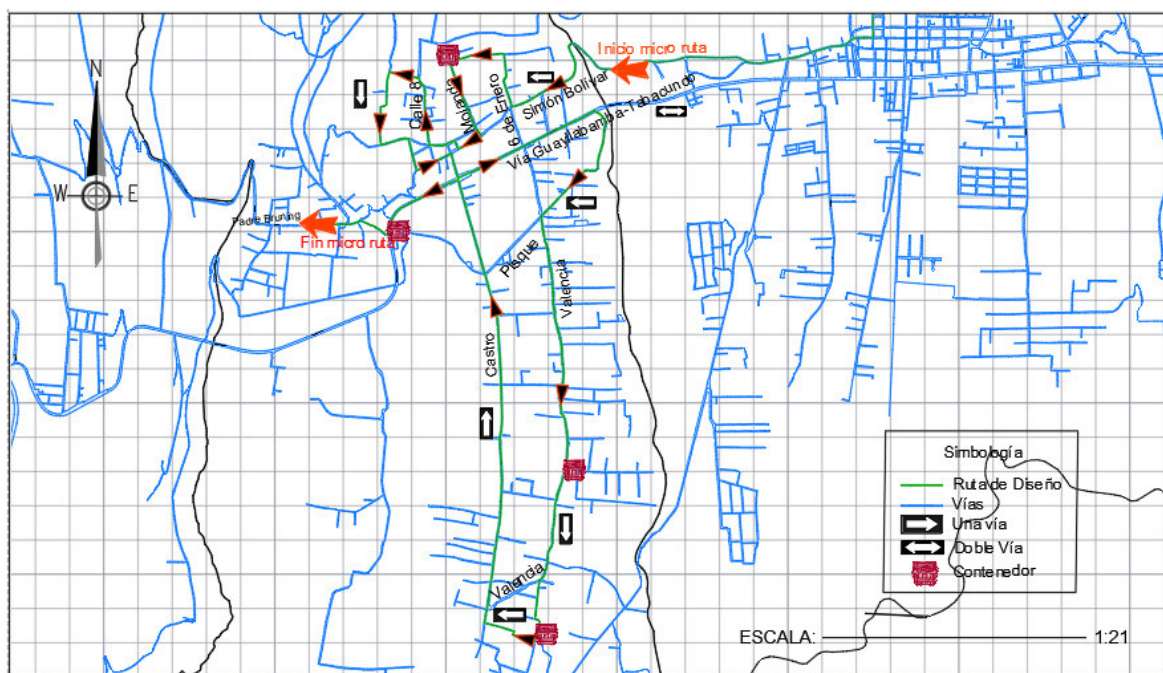 Inicio micro ruta
N
W
E
Calle 8
Molando
6 de Enero
Simón Bolívar
Vía Guayllabamba-Tabacundo
Padre Bruning
Fin micro ruta
Pisque
Valencia
Castro
Valencia
Simbología
Ruta de Diseño
Vías
Una vía
Doble Vía
Contenedor
ESCALA: 1:21